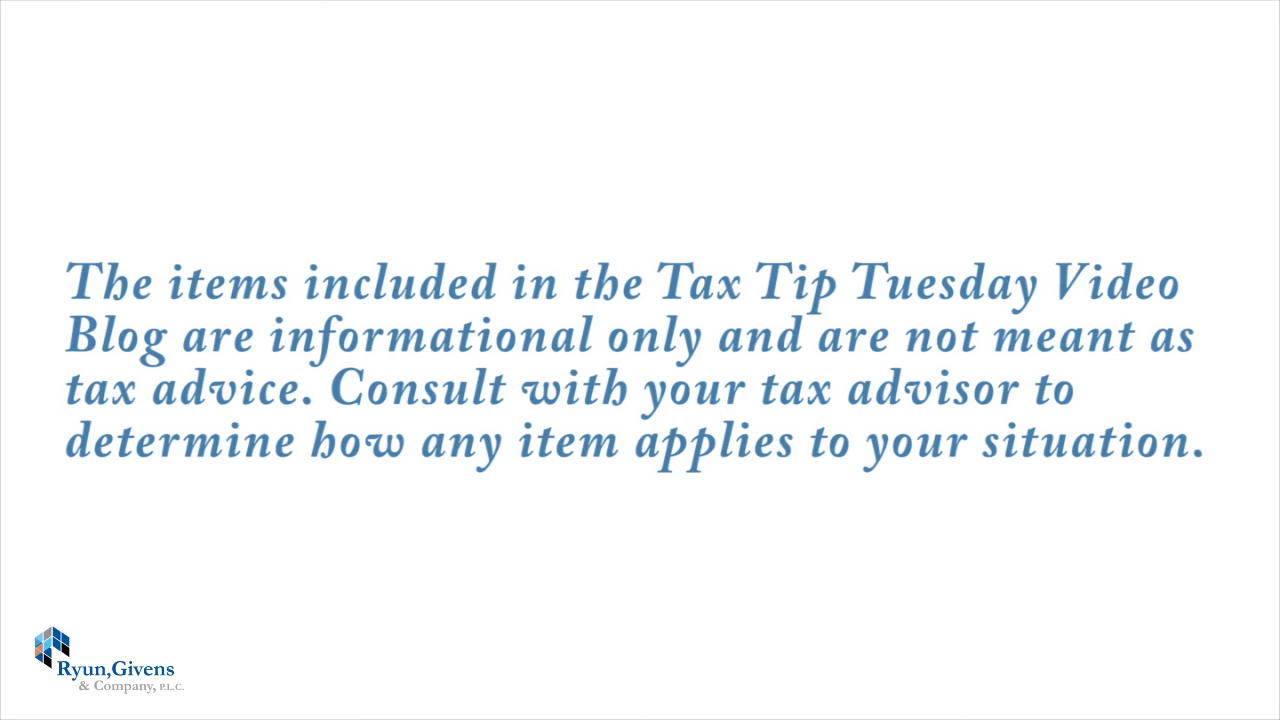 The items included in the Tax Tip Tuesday Video
Blog are informational only and are not meant as
tax advice. Consult with your tax advisor to
determine how any item applies to your situation.
Ryun,Givens
& Company, P.L.C.